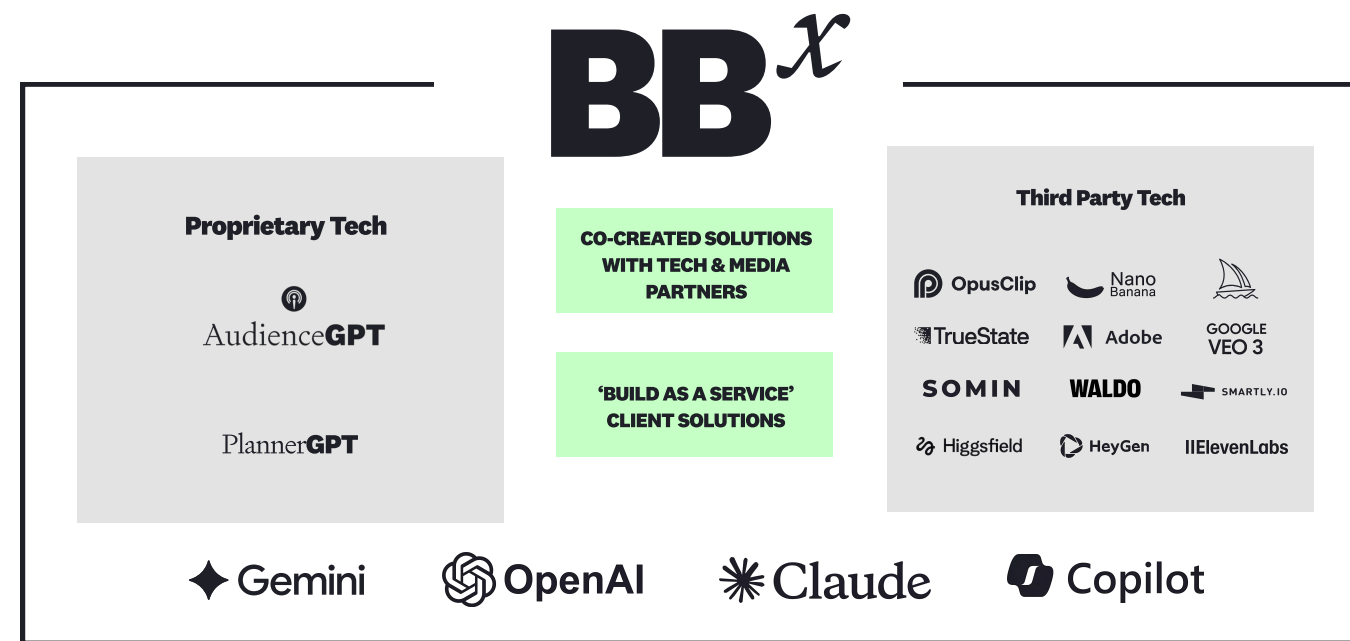 BBx
Proprietary Tech
AudienceGPT
PlannerGPT
CO-CREATED SOLUTIONS
WITH TECH & MEDIA
PARTNERS
‘BUILD AS A SERVICE’
CLIENT SOLUTIONS
Third Party Tech
OpusClip
Nano
Banana
TrueState
Adobe
GOOGLE
VEO 3
SOMIN
WALDO
SMARTLY.IO
Higgsfield
HeyGen
IIElevenLabs
Gemini
OpenAI
Claude
Copilot